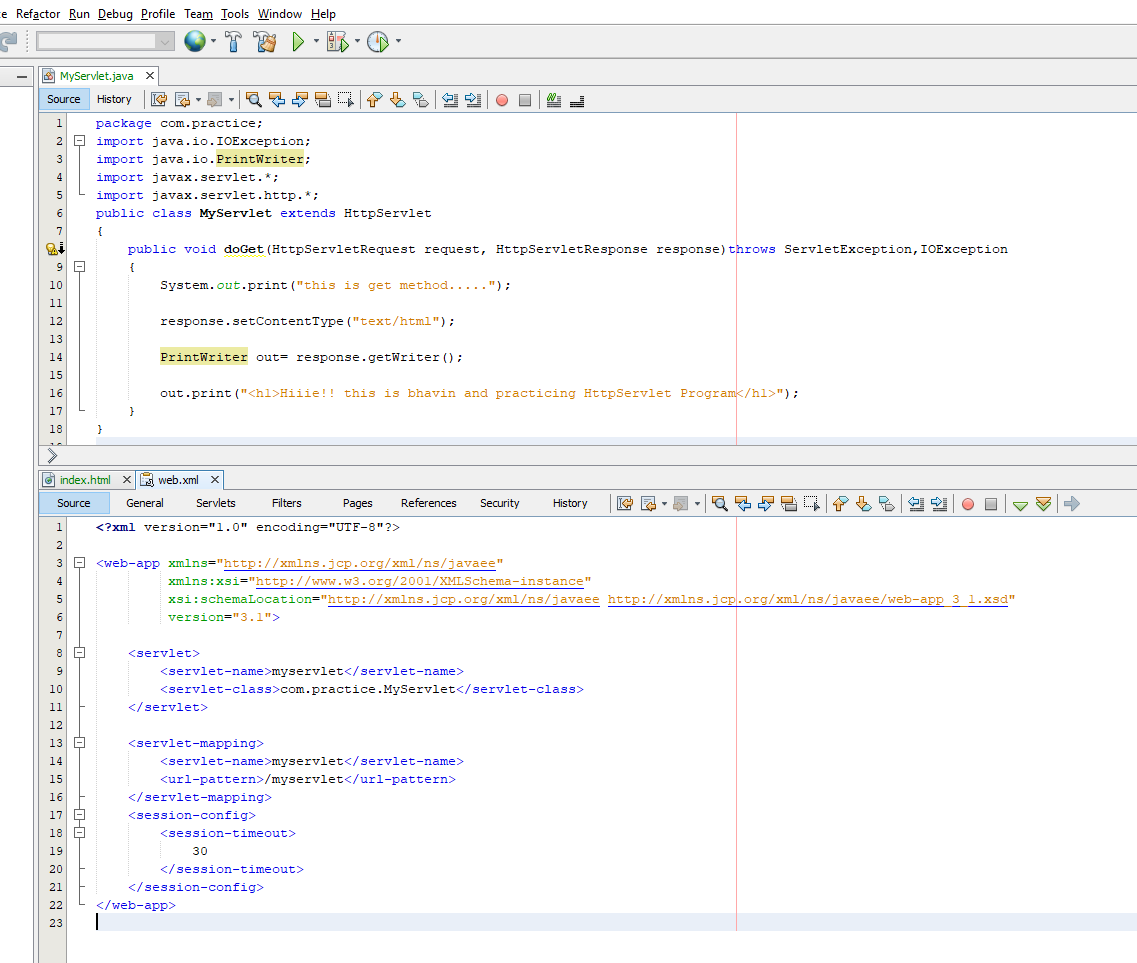 Refactor Run Debug Profile Team Tools Window Help
MyServlet.java
Source History
1 package com.practice;
2 import java.io.IOException;
3 import java.io.PrintWriter;
4 import javax.servlet.*;
5 import javax.servlet.http.*;
6 public class MyServlet extends HttpServlet
7 {
public void doGet(HttpServletRequest request, HttpServletResponse response)throws ServletException,IOException
9 {
10 System.out.print("this is get method.....");
11
12 response.setContentType("text/html");
13
14 PrintWriter out= response.getWriter();
15
16 out.print("<h1>Hiiie!! this is bhavin and practicing HttpServlet Program</h1>");
17 }
18 }
index.html web.xml
Source General Servlets Filters Pages References Security History
1 <?xml version="1.0" encoding="UTF-8"?>
2
3 <web-app xmlns="http://xmlns.jcp.org/xml/ns/javaee"
4 xmlns:xsi="http://www.w3.org/2001/XMLSchema-instance"
5 xsi:schemaLocation="http://xmlns.jcp.org/xml/ns/javaee http://xmlns.jcp.org/xml/ns/javaee/web-app_3_1.xsd"
6 version="3.1">
7
8 <servlet>
9 <servlet-name>myservlet</servlet-name>
10 <servlet-class>com.practice.MyServlet</servlet-class>
11 </servlet>
12
13 <servlet-mapping>
14 <servlet-name>myservlet</servlet-name>
15 <url-pattern>/myservlet</url-pattern>
16 </servlet-mapping>
17 <session-config>
18 <session-timeout>
19 30
20 </session-timeout>
21 </session-config>
22 </web-app>
23